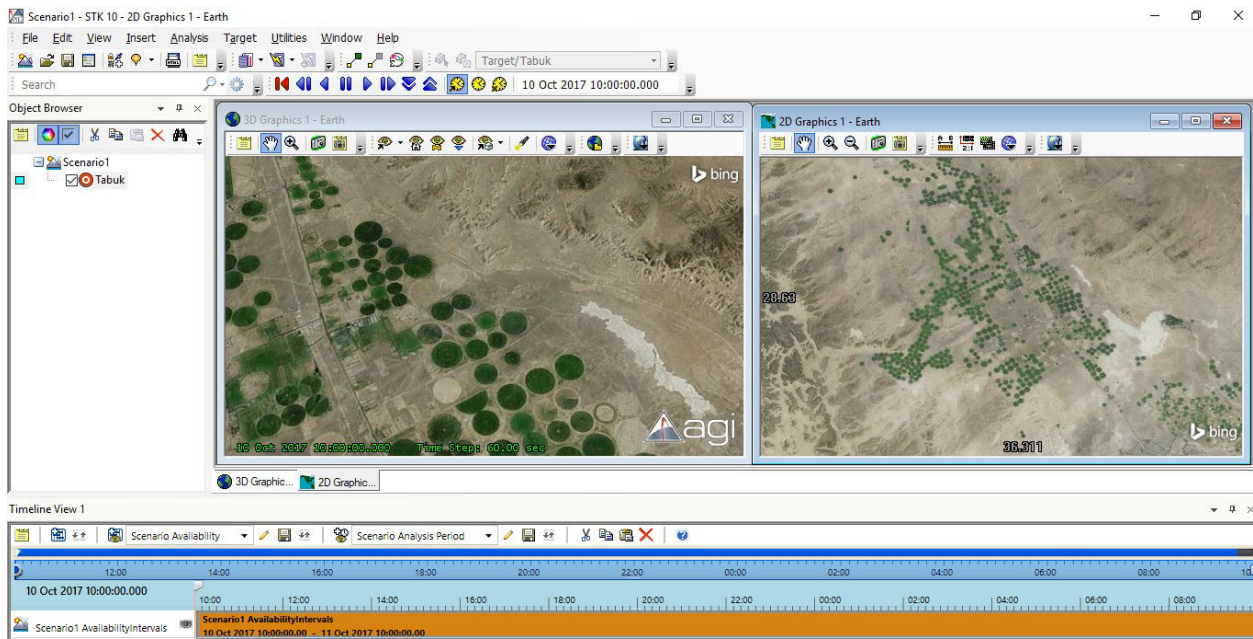 Scenario1 - STK 10 - 2D Graphics 1 - Earth
File Edit View Insert Analysis Target Utilities Window Help
Target/Tabuk
Search
10 Oct 2017 10:00:00.000
Object Browser
Scenario1
Tabuk
3D Graphics 1 - Earth
bing
agi
10 Oct 2017 10:00:00.000 Time Step: 60.00 sec
2D Graphics 1 - Earth
28.63
36.311
bing
3D Graphic... 2D Graphic...
Timeline View 1
Scenario Availability Scenario Analysis Period
12:00 14:00 16:00 18:00 20:00 22:00 00:00 02:00 04:00 06:00 08:00
10 Oct 2017 10:00:00.000
10:00 12:00 14:00 16:00 18:00 20:00 22:00 00:00 02:00 04:00 06:00 08:00
Scenario1 AvailabilityIntervals
Scenario1 AvailabilityIntervals
10 Oct 2017 10:00:00.00 - 11 Oct 2017 10:00:00.00